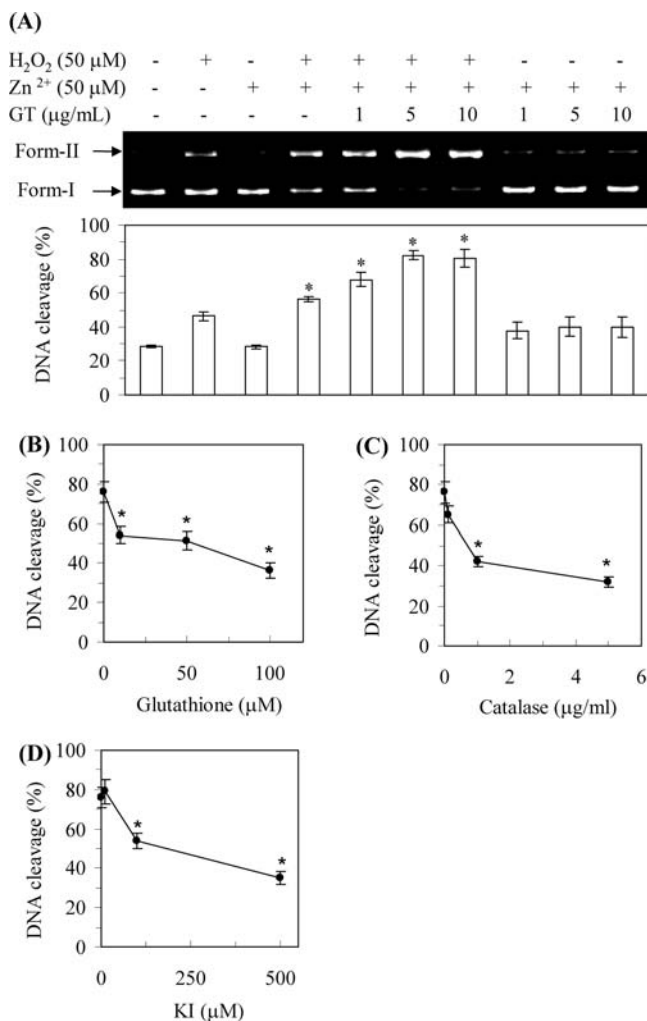 (A)
H₂O₂ (50 μM) - + - + + + + - - -
Zn ²⁺ (50 μM) - - + + + + + + + +
GT (μg/mL) - - - - 1 5 10 1 5 10
Form-II
Form-I
DNA cleavage (%)
100
80
60
40
20
0
* * * *
(B)
DNA cleavage (%)
100
80
60
40
20
0
* * *
0 50 100
Glutathione (μM)
(C)
DNA cleavage (%)
100
80
60
40
20
0
* *
0 2 4 6
Catalase (μg/ml)
(D)
DNA cleavage (%)
100
80
60
40
20
0
* *
0 250 500
KI (μM)